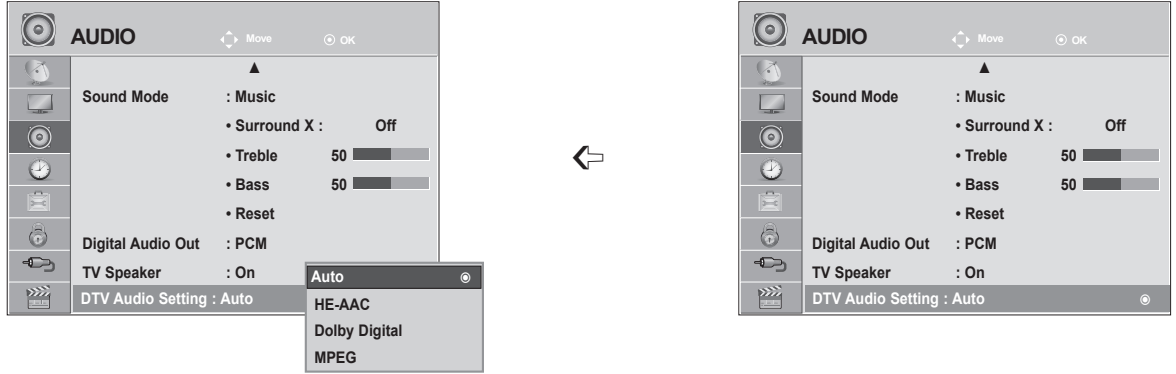 AUDIO Move OK
▲
Sound Mode : Music
• Surround X : Off
• Treble 50
• Bass 50
• Reset
Digital Audio Out : PCM
TV Speaker : On
DTV Audio Setting : Auto
Auto
HE-AAC
Dolby Digital
MPEG
AUDIO Move OK
▲
Sound Mode : Music
• Surround X : Off
• Treble 50
• Bass 50
• Reset
Digital Audio Out : PCM
TV Speaker : On
DTV Audio Setting : Auto